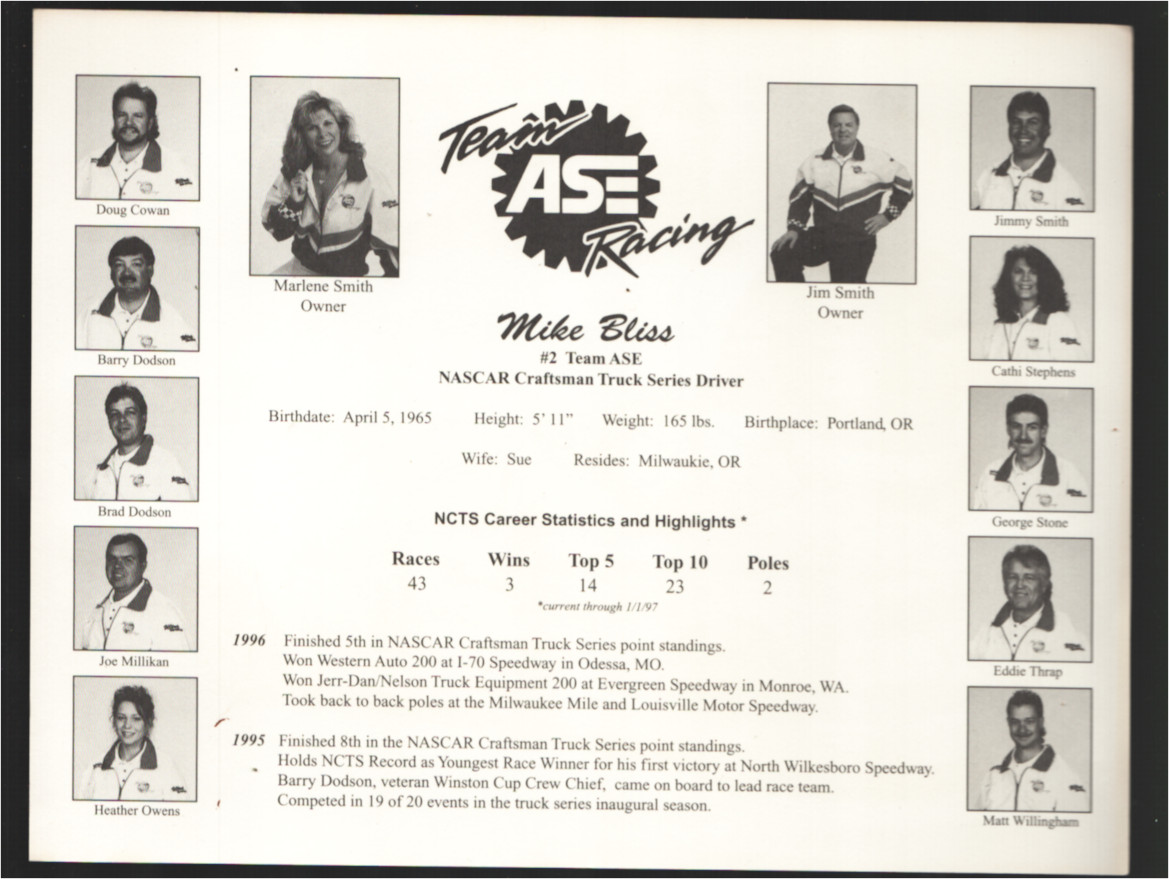 Team
ASE
Racing
Doug Cowan
Barry Dodson
Brad Dodson
Joe Millikan
Heather Owens
Marlene Smith
Owner
Jim Smith
Owner
Jimmy Smith
Cathi Stephens
George Stone
Eddie Thrap
Matt Willingham
Mike Bliss
#2 Team ASE
NASCAR Craftsman Truck Series Driver
Birthdate: April 5, 1965 Height: 5' 11” Weight: 165 lbs. Birthplace: Portland, OR
Wife: Sue Resides: Milwaukie, OR
NCTS Career Statistics and Highlights *
Races Wins Top 5 Top 10 Poles
43 3 14 23 2
*current through 1/1/97
1996 Finished 5th in NASCAR Craftsman Truck Series point standings.
Won Western Auto 200 at I-70 Speedway in Odessa, MO.
Won Jerr-Dan/Nelson Truck Equipment 200 at Evergreen Speedway in Monroe, WA.
Took back to back poles at the Milwaukee Mile and Louisville Motor Speedway.
1995 Finished 8th in the NASCAR Craftsman Truck Series point standings.
Holds NCTS Record as Youngest Race Winner for his first victory at North Wilkesboro Speedway.
Barry Dodson, veteran Winston Cup Crew Chief, came on board to lead race team.
Competed in 19 of 20 events in the truck series inaugural season.